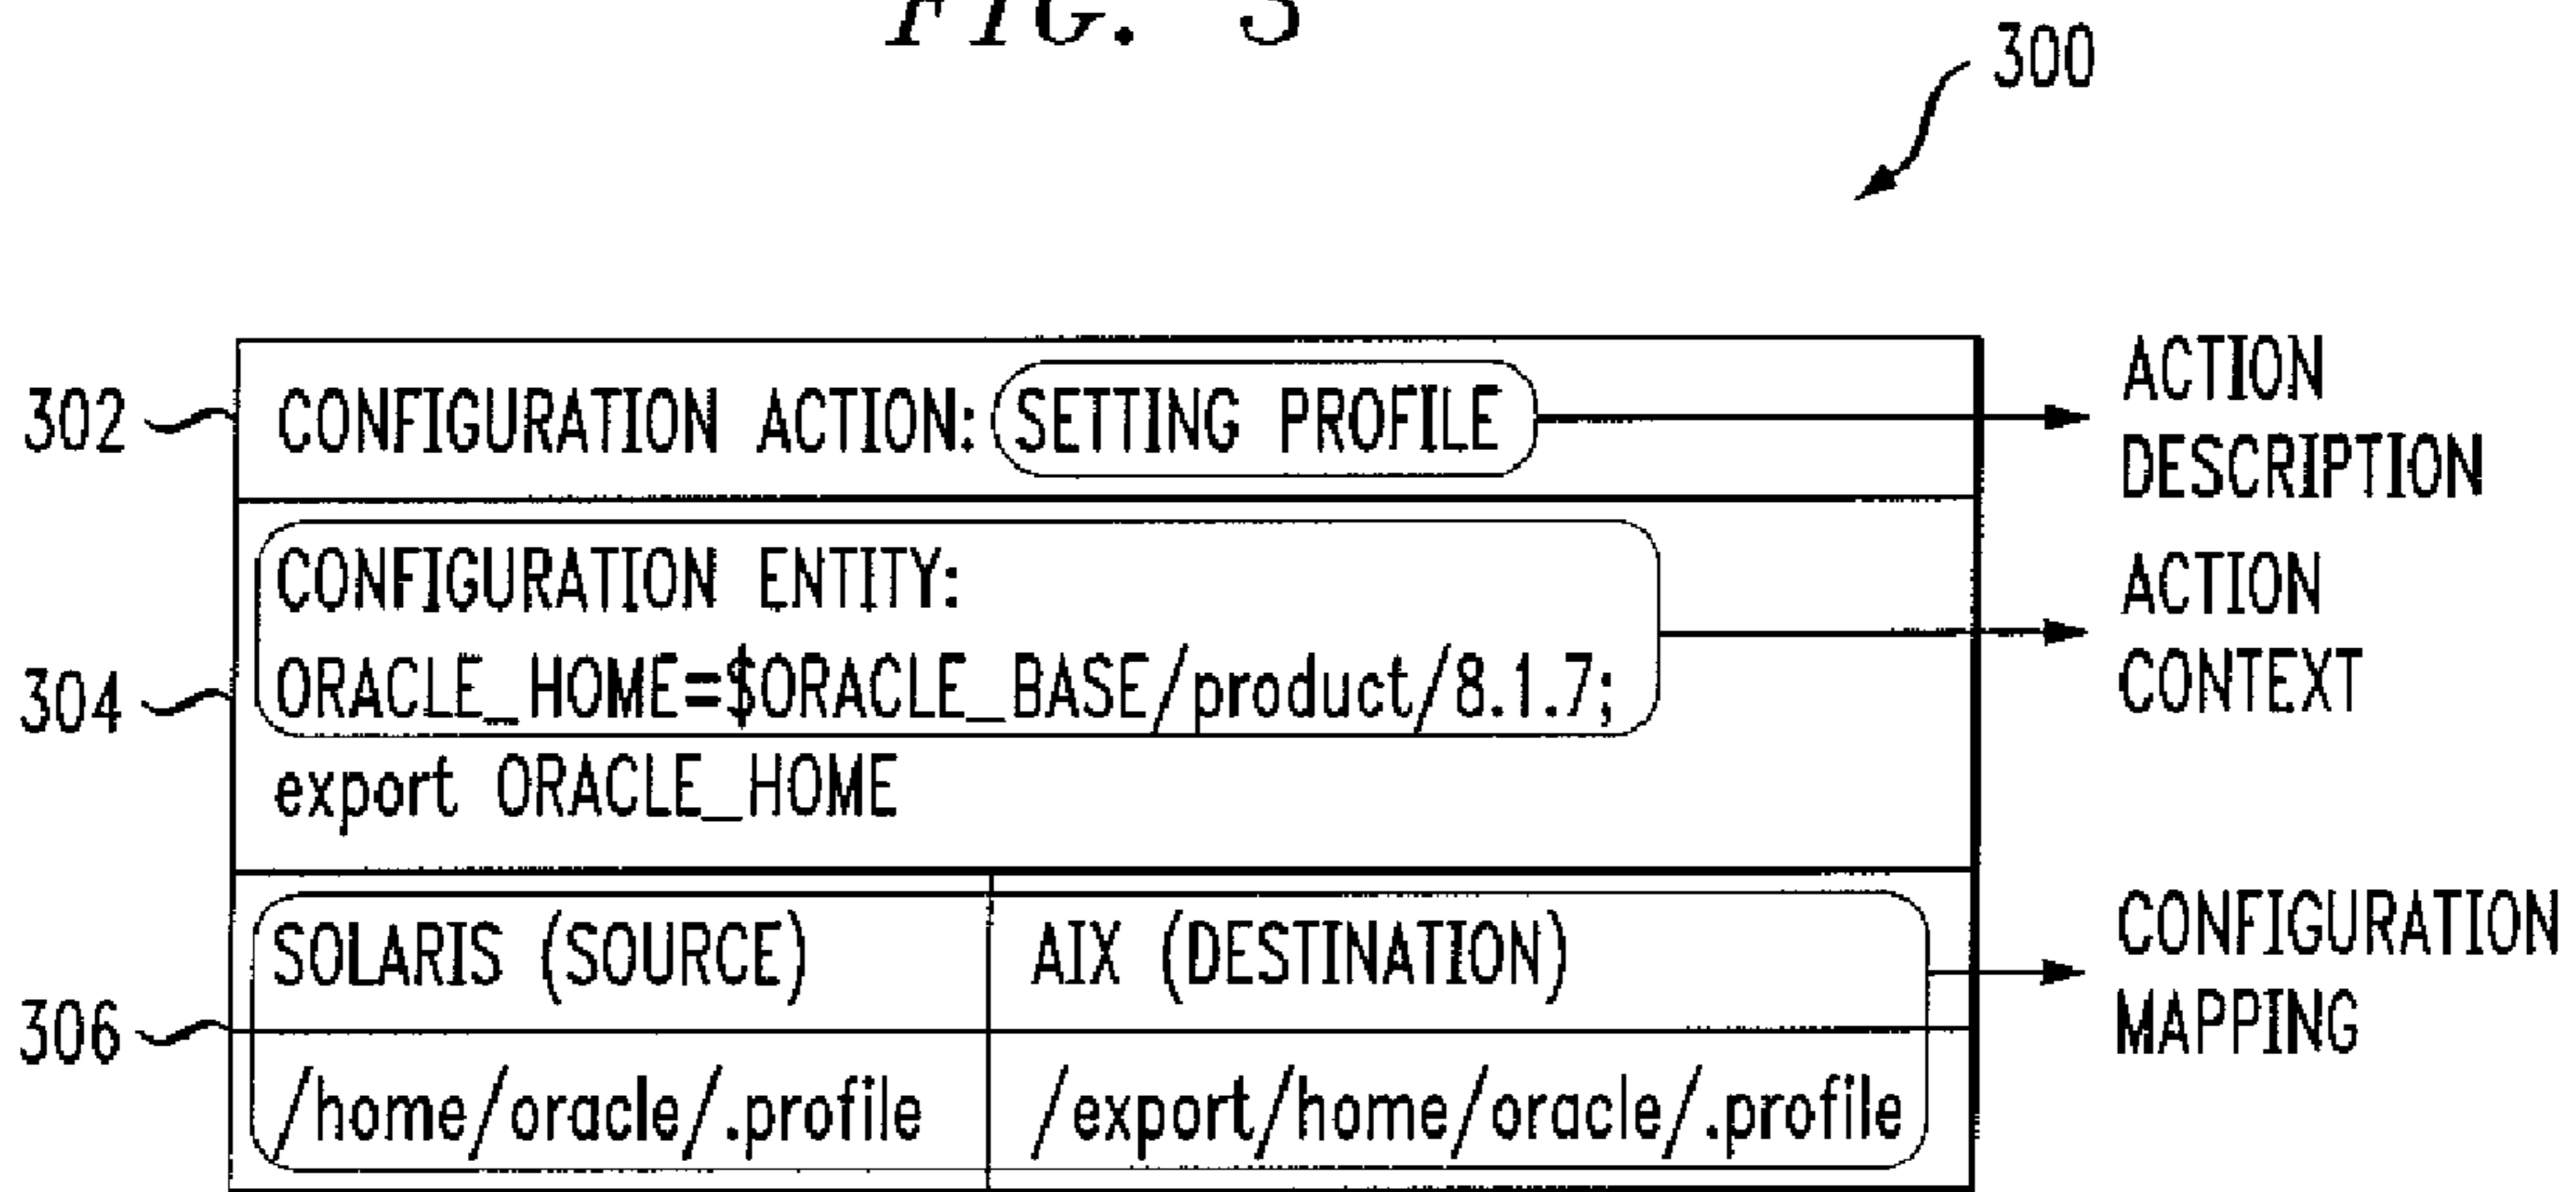 FIG. 3
300
302
CONFIGURATION ACTION: SETTING PROFILE
ACTION
DESCRIPTION
304
CONFIGURATION ENTITY:
ORACLE_HOME=$ORACLE_BASE/product/8.1.7;
export ORACLE_HOME
ACTION
CONTEXT
306
SOLARIS (SOURCE)
AIX (DESTINATION)
/home/oracle/.profile
/export/home/oracle/.profile
CONFIGURATION
MAPPING